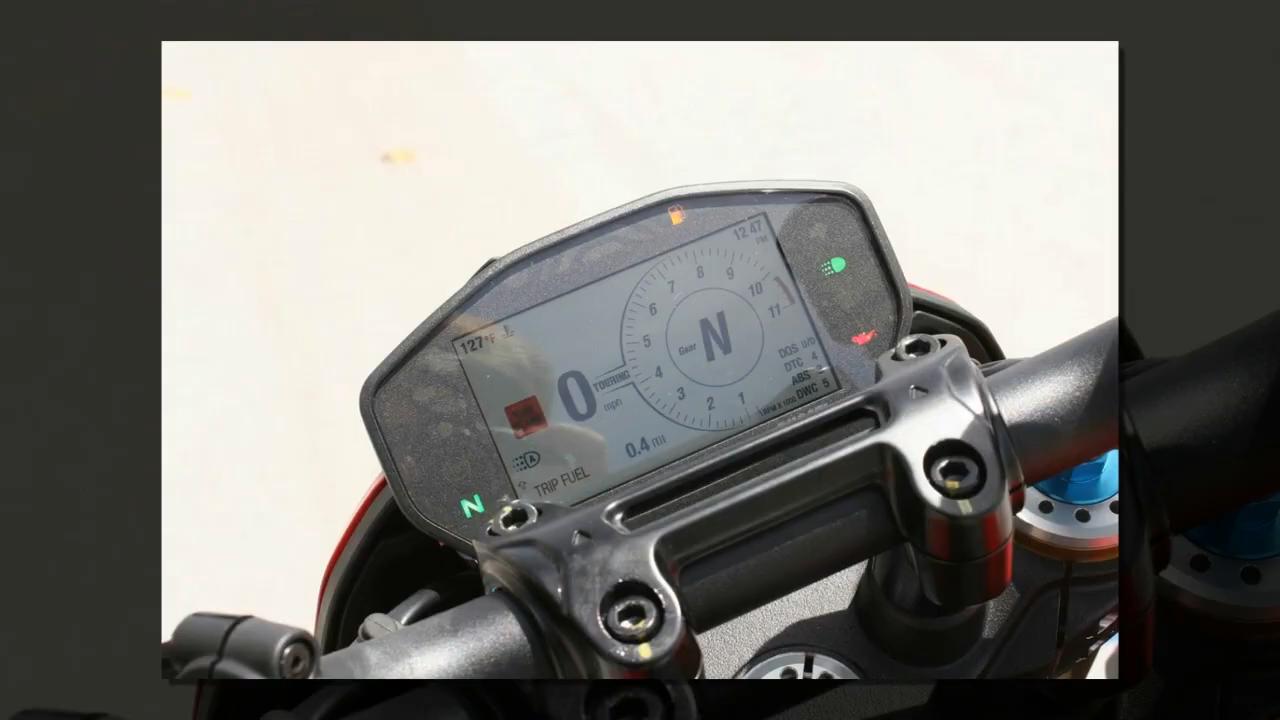 12 47
PM
127°F
8
9
7
10
6
11
5
Gear N
4
3
2
1
RPM X 1000
0
TOURING
mph
DQS U/D
DTC 4
ABS
DWC 5
0.4
A
TRIP FUEL
N